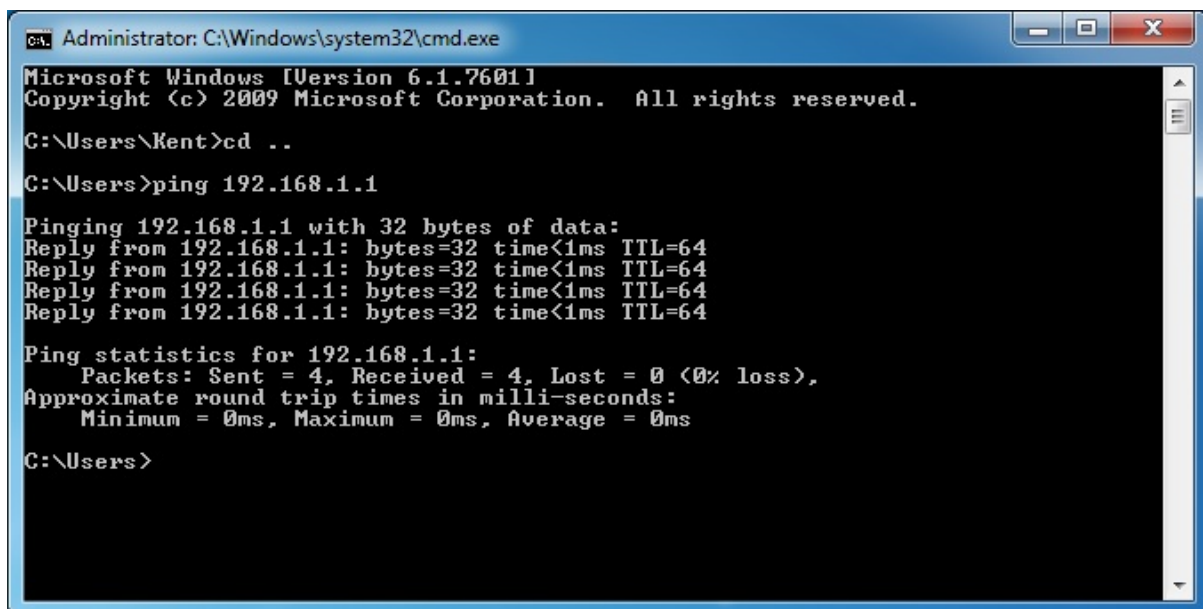 Administrator: C:\Windows\system32\cmd.exe
Microsoft Windows [Version 6.1.7601]
Copyright (c) 2009 Microsoft Corporation.  All rights reserved.
C:\Users\Kent>cd ..
C:\Users>ping 192.168.1.1
Pinging 192.168.1.1 with 32 bytes of data:
Reply from 192.168.1.1: bytes=32 time<1ms TTL=64
Reply from 192.168.1.1: bytes=32 time<1ms TTL=64
Reply from 192.168.1.1: bytes=32 time<1ms TTL=64
Reply from 192.168.1.1: bytes=32 time<1ms TTL=64
Ping statistics for 192.168.1.1:
    Packets: Sent = 4, Received = 4, Lost = 0 (0% loss),
Approximate round trip times in milli-seconds:
    Minimum = 0ms, Maximum = 0ms, Average = 0ms
C:\Users>